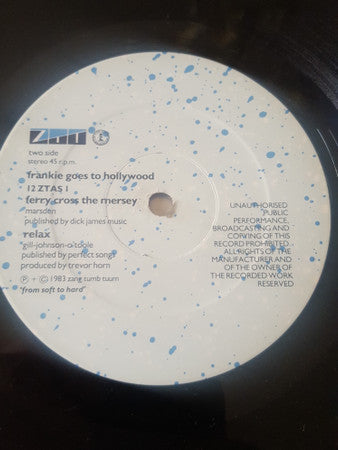 ZTT
two side
stereo 45 r.p.m.
frankie goes to hollywood
12 ZTAS 1
ferry cross the mersey
marsden
published by dick james music
relax
gill-johnson-o'toole
published by perfect songs
produced by trevor horn
℗ + © 1983 zang tuum tumb
"from soft to hard"
UNAUTHORISED
PUBLIC
PERFORMANCE,
BROADCASTING AND
COPYING OF THIS
RECORD PROHIBITED
ALL RIGHTS OF THE
MANUFACTURER AND
OF THE OWNER OF
THE RECORDED WORK
RESERVED